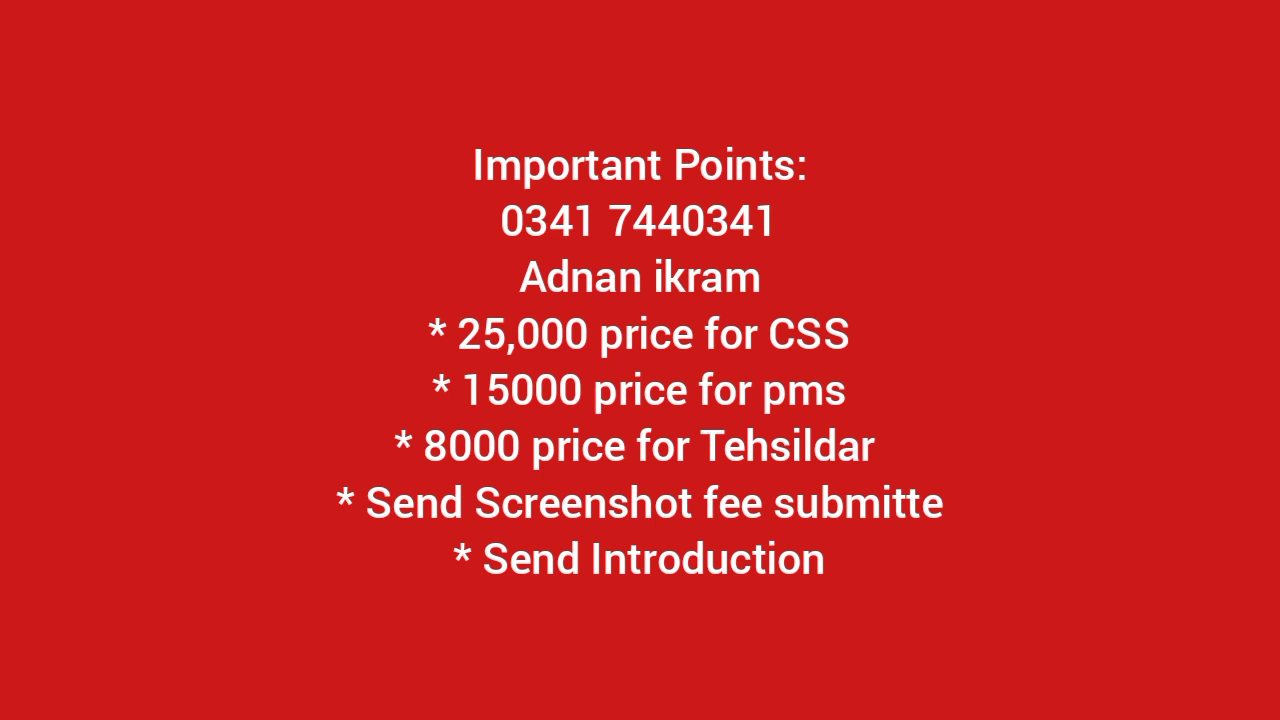 Important Points:
0341 7440341
Adnan ikram
* 25,000 price for CSS
* 15000 price for pms
* 8000 price for Tehsildar
* Send Screenshot fee submitte
* Send Introduction